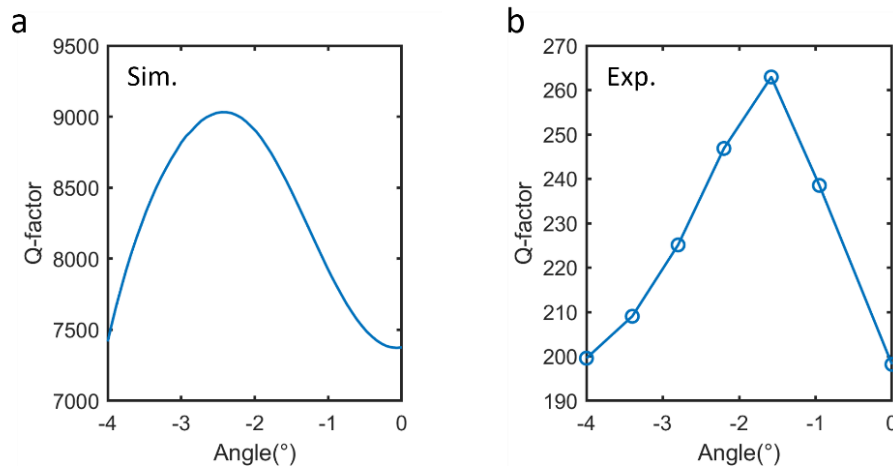 a
Sim.
9500
9000
8500
8000
7500
7000
Q-factor
-4 -3 -2 -1 0
Angle(°)
b
Exp.
270
260
250
240
230
220
210
200
190
Q-factor
-4 -3 -2 -1 0
Angle(°)